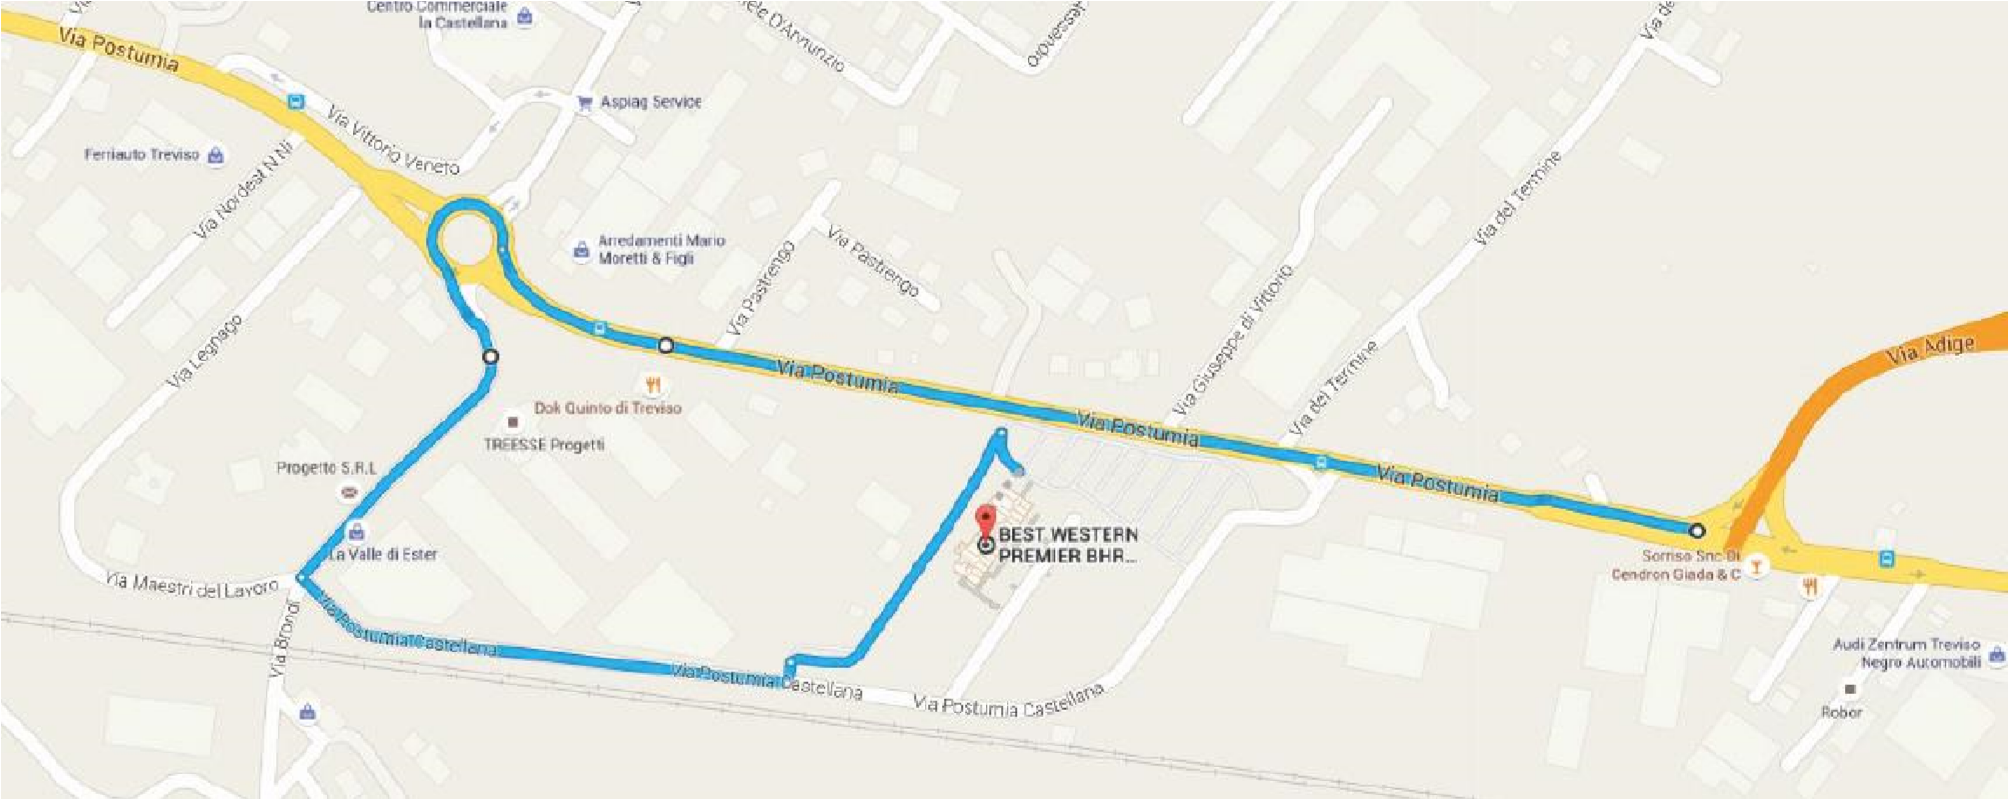 Centro Commerciale
la Castellana
Via Postumia
Aspiag Service
Via Vittorio Veneto
Ferriauto Treviso
Via Nordest N Ni
Via del Termine
Arredamenti Mario
Moretti & Figli
Via Pastrengo
Via Pastrengo
Via Giuseppe di Vittorio
Via Legnago
Via Adige
Via Postumia
Via del Termine
Dok Quinto di Treviso
Via Postumia
TREESSE Progetti
Progetto S.R.L
Via Postumia
BEST WESTERN
PREMIER BHR...
La Valle di Ester
Sorriso Snc Di
Cendron Giada & C
Via Maestri del Lavoro
Via Brondi
Via Postumia Castellana
Via Postumia Castellana
Via Postumia Castellana
Audi Zentrum Treviso
Negro Automobili
Robor